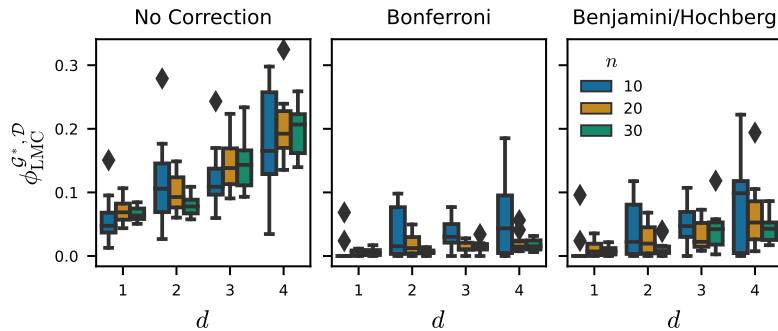 No Correction
Bonferroni
Benjamini/Hochberg
ϕ_LMC^{𝒢*,𝒟}
0.3
0.2
0.1
0.0
n
10
20
30
1 2 3 4
1 2 3 4
1 2 3 4
d
d
d